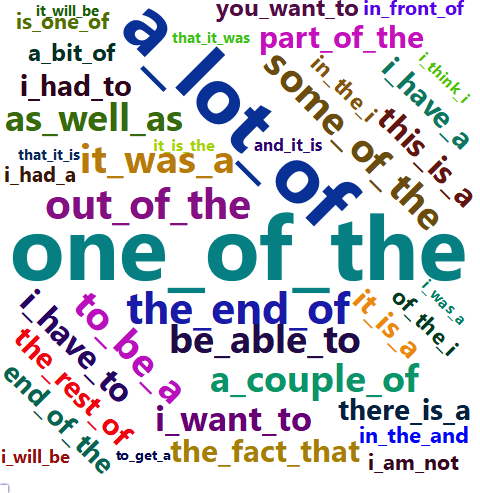 it_will_be
you_want_to
in_front_of
is_one_of
a_lot_of
that_it_was
part_of_the
a_bit_of
some_of_the
in_the_i
i_have_a
i_think_i
i_had_to
this_is_a
as_well_as
it_is_the
and_it_is
that_it_is
it_was_a
i_had_a
out_of_the
one_of_the
the_end_of
i_have_to
to_be_a
it_is_a
of_the_i
i_was_a
be_able_to
the_rest_of
end_of_the
a_couple_of
i_want_to
there_is_a
in_the_and
i_will_be
to_get_a
the_fact_that
i_am_not